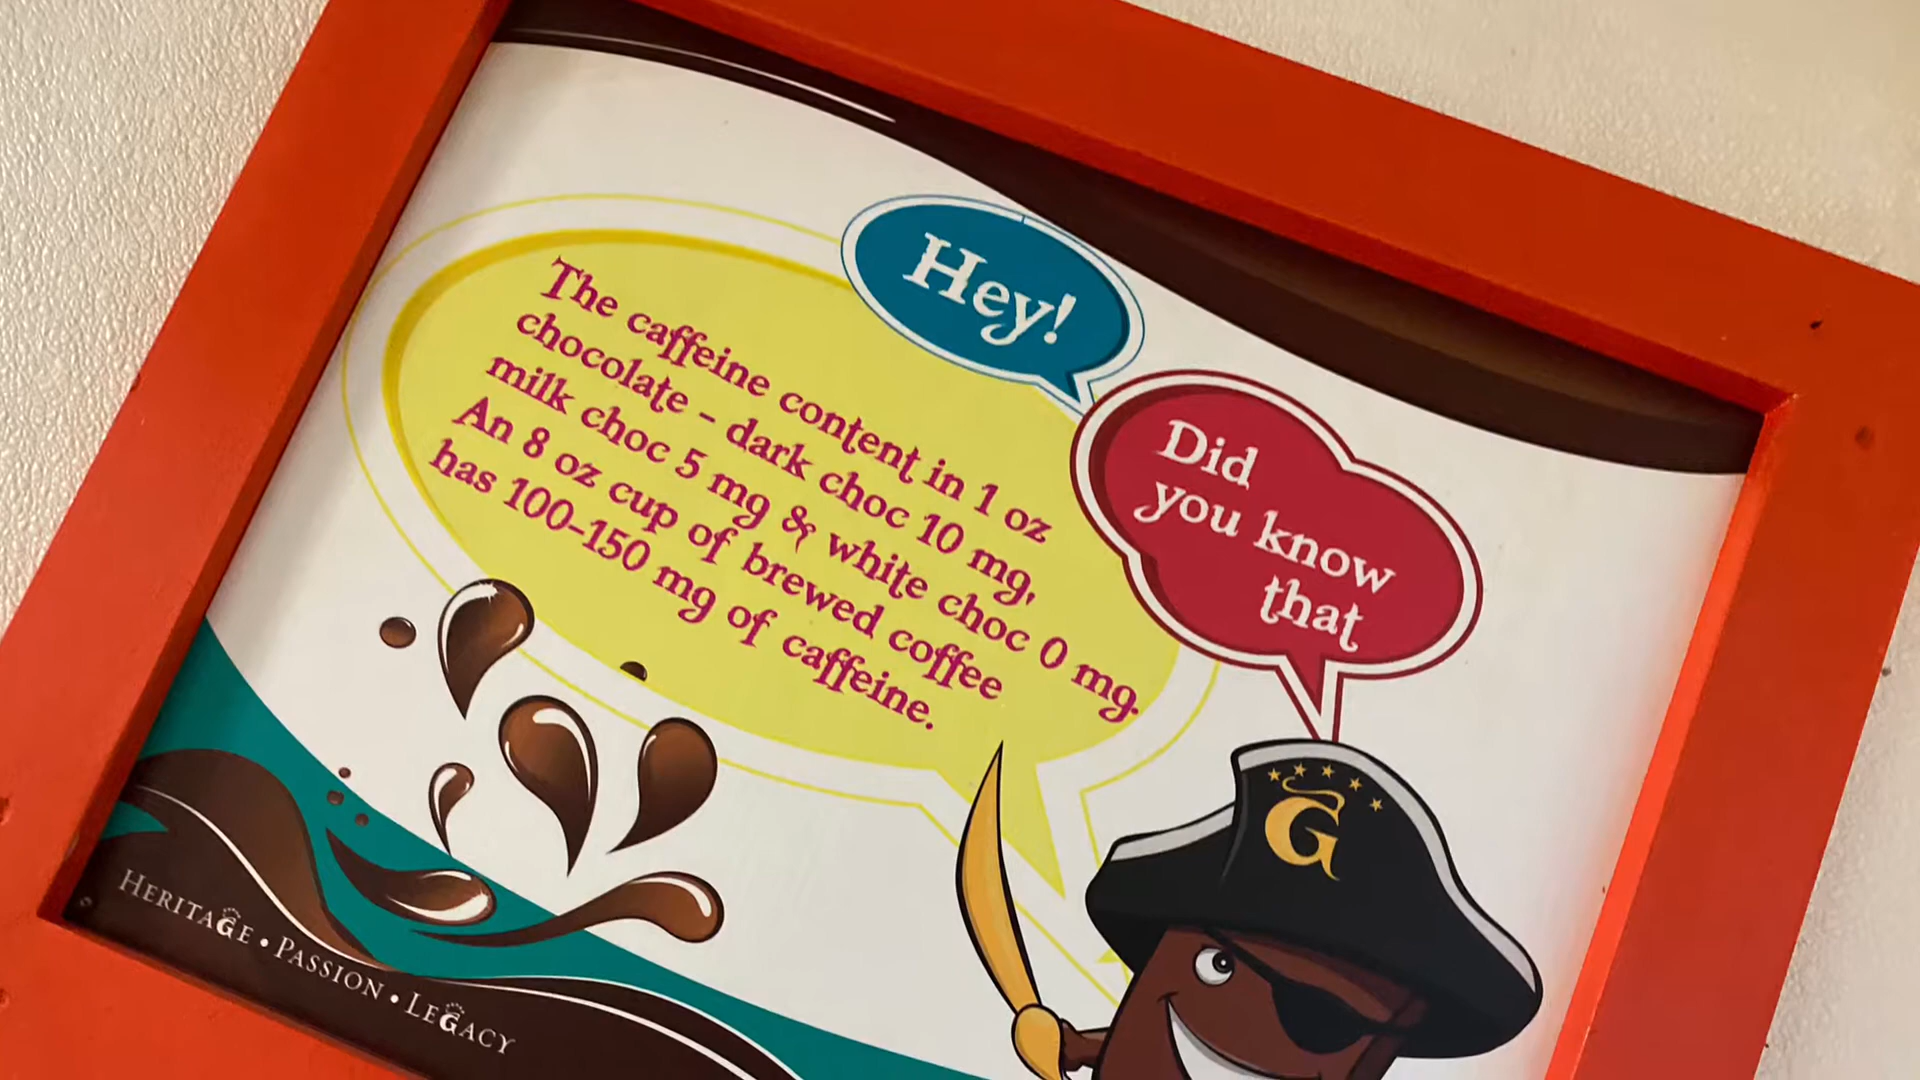 Hey!
Did
you know
that
The caffeine content in 1 oz
chocolate - dark choc 10 mg,
milk choc 5 mg & white choc 0 mg.
An 8 oz cup of brewed coffee
has 100-150 mg of caffeine.
G
HERITAGE • PASSION • LEGACY